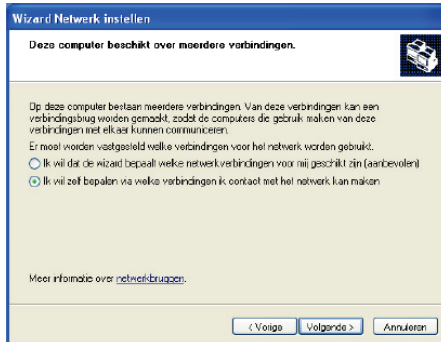 Wizard Netwerk instellen
Deze computer beschikt over meerdere verbindingen.
Op deze computer bestaan meerdere verbindingen. Van deze verbindingen kan een
verbindingsbrug worden gemaakt, zodat de computers die gebruik maken van deze
verbindingen met elkaar kunnen communiceren.
Er moet worden vastgesteld welke verbindingen voor het netwerk worden gebruikt.
Ik wil dat de wizard bepaalt welke netwerkverbindingen voor mij geschikt zijn (aanbevolen)
Ik wil zelf bepalen via welke verbindingen ik contact met het netwerk kan maken
Meer informatie over netwerkbruggen.
< Vorige Volgende > Annuleren